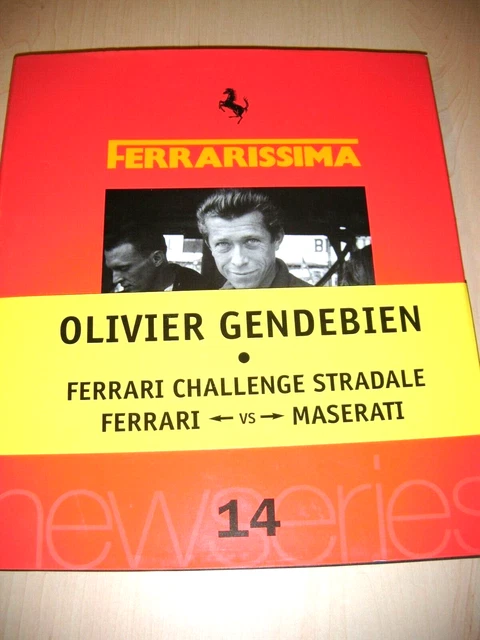 FERRARISSIMA
OLIVIER GENDEBIEN
•
FERRARI CHALLENGE STRADALE
FERRARI ← VS → MASERATI
newseries
14